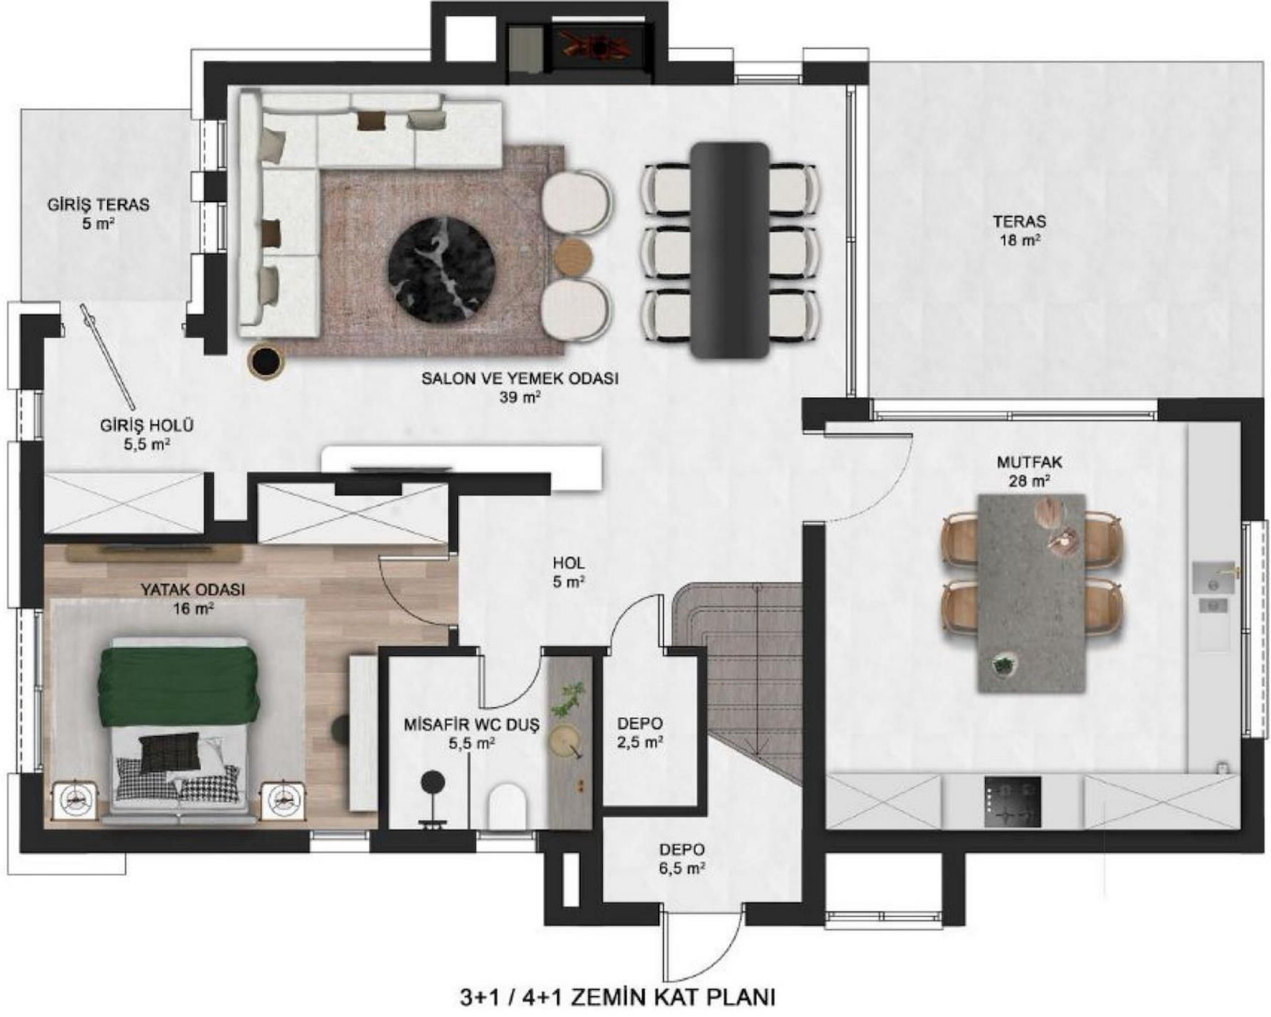 GİRİŞ TERAS
5 m²
TERAS
18 m²
SALON VE YEMEK ODASI
39 m²
GİRİŞ HOLÜ
5,5 m²
MUTFAK
28 m²
HOL
5 m²
YATAK ODASI
16 m²
MİSAFİR WC DUŞ
5,5 m²
DEPO
2,5 m²
DEPO
6,5 m²
3+1 / 4+1 ZEMİN KAT PLANI